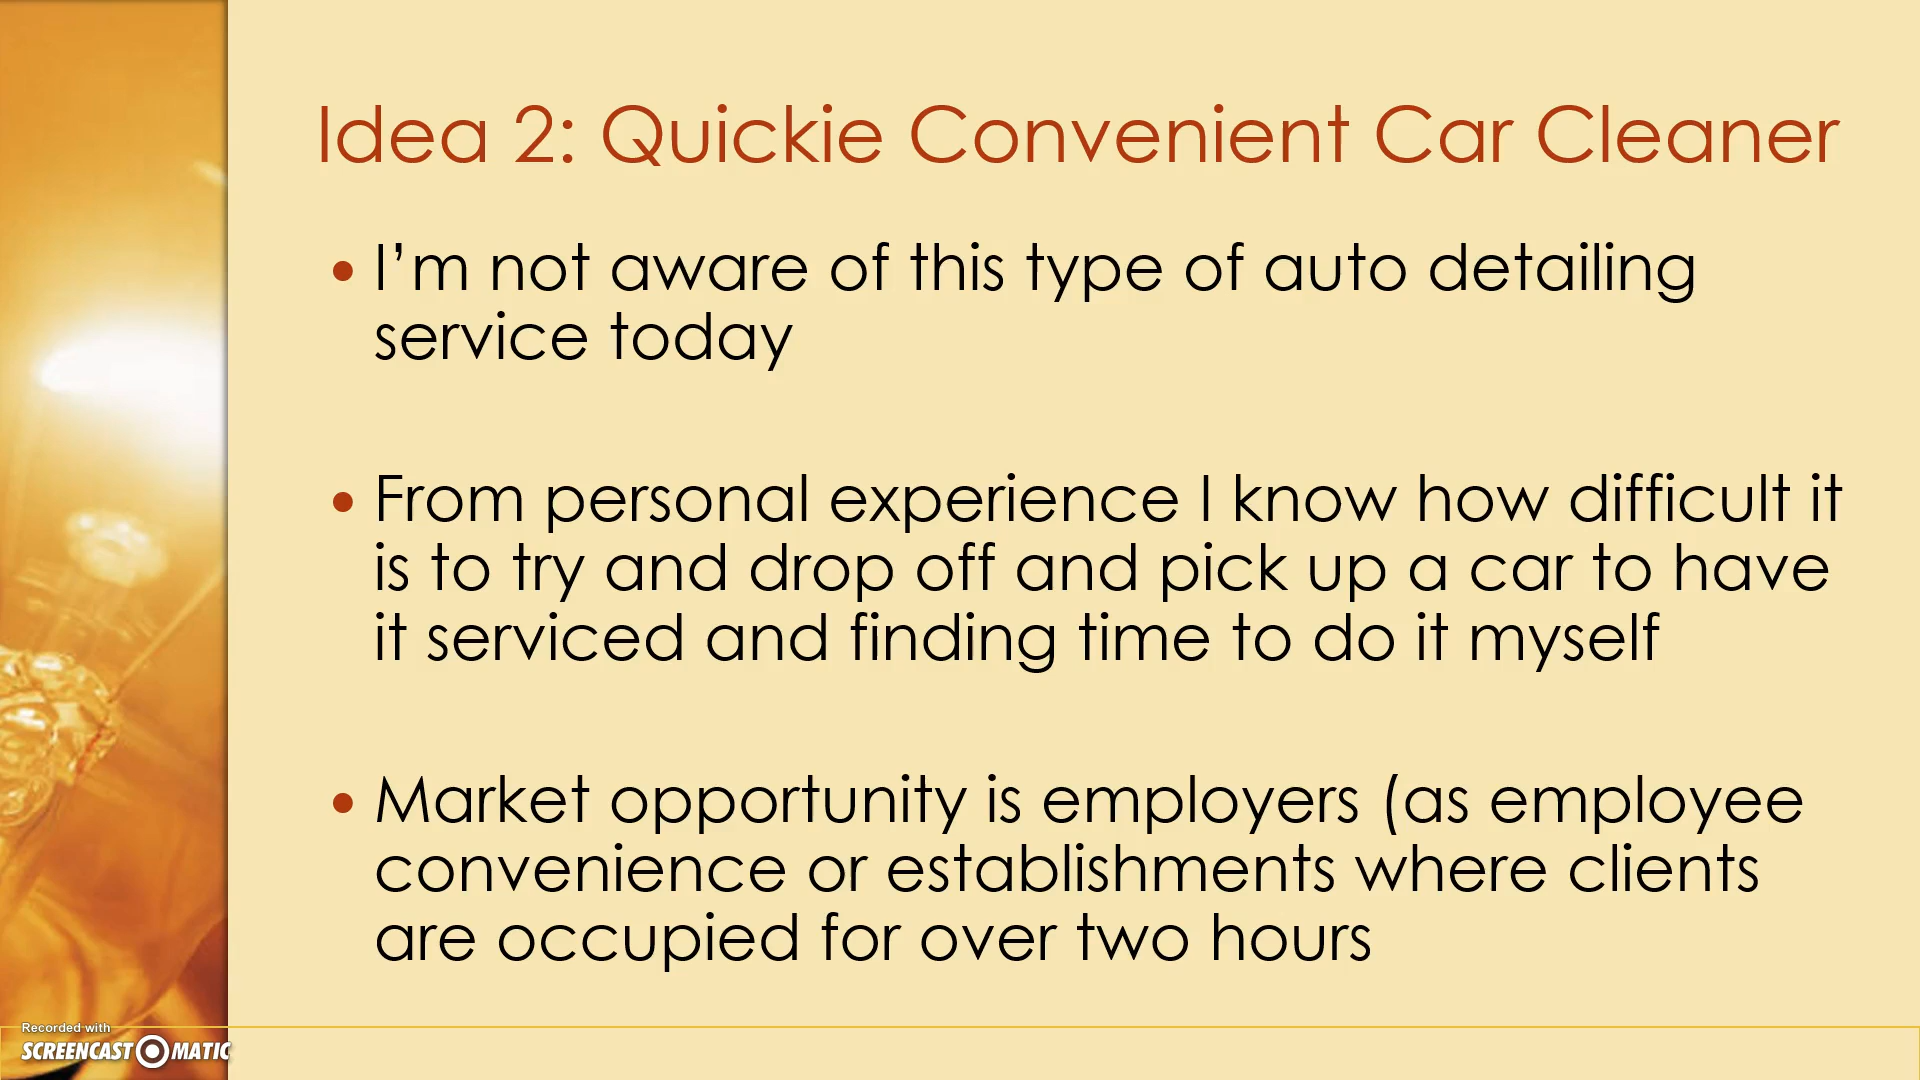 Idea 2: Quickie Convenient Car Cleaner
• I’m not aware of this type of auto detailing
service today
• From personal experience I know how difficult it
is to try and drop off and pick up a car to have
it serviced and finding time to do it myself
• Market opportunity is employers (as employee
convenience or establishments where clients
are occupied for over two hours
Recorded with
SCREENCAST MATIC